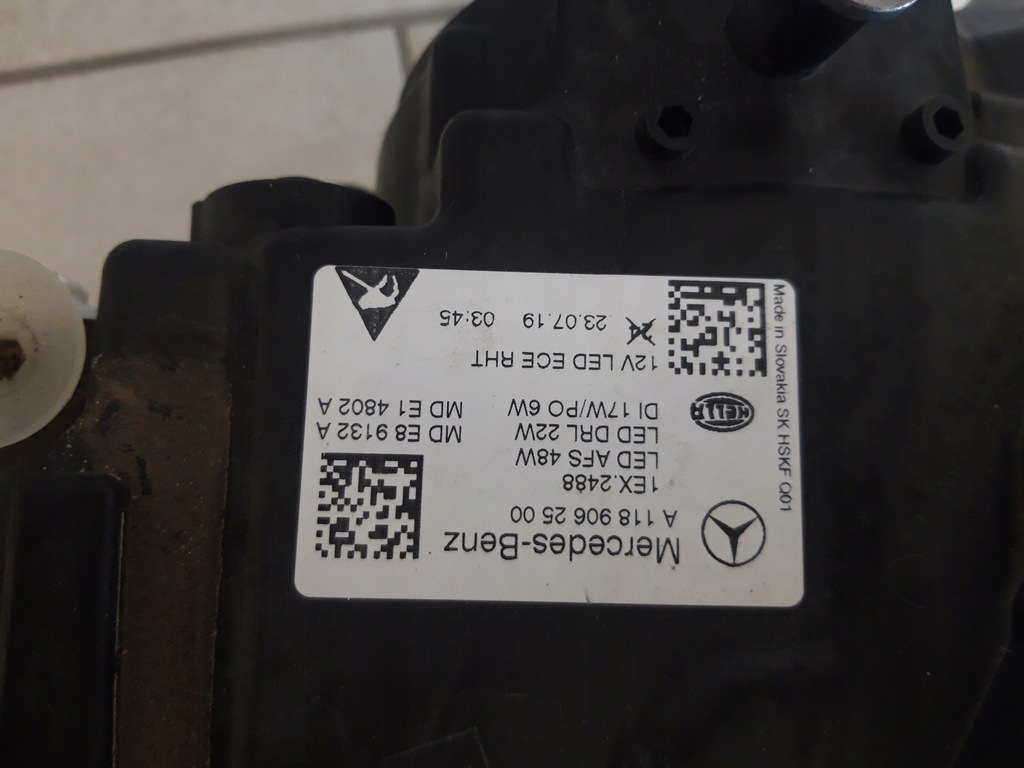 Mercedes-Benz
A 118 906 25 00
1EX.2488
LED AFS 48W
LED DRL 22W
DI 17W/PO 6W
MD E8 9132 A
MD E1 4802 A
HELLA
12V LED ECE RHT
24 23.07.19 03:45
Made in Slovakia SK HSKF Q01